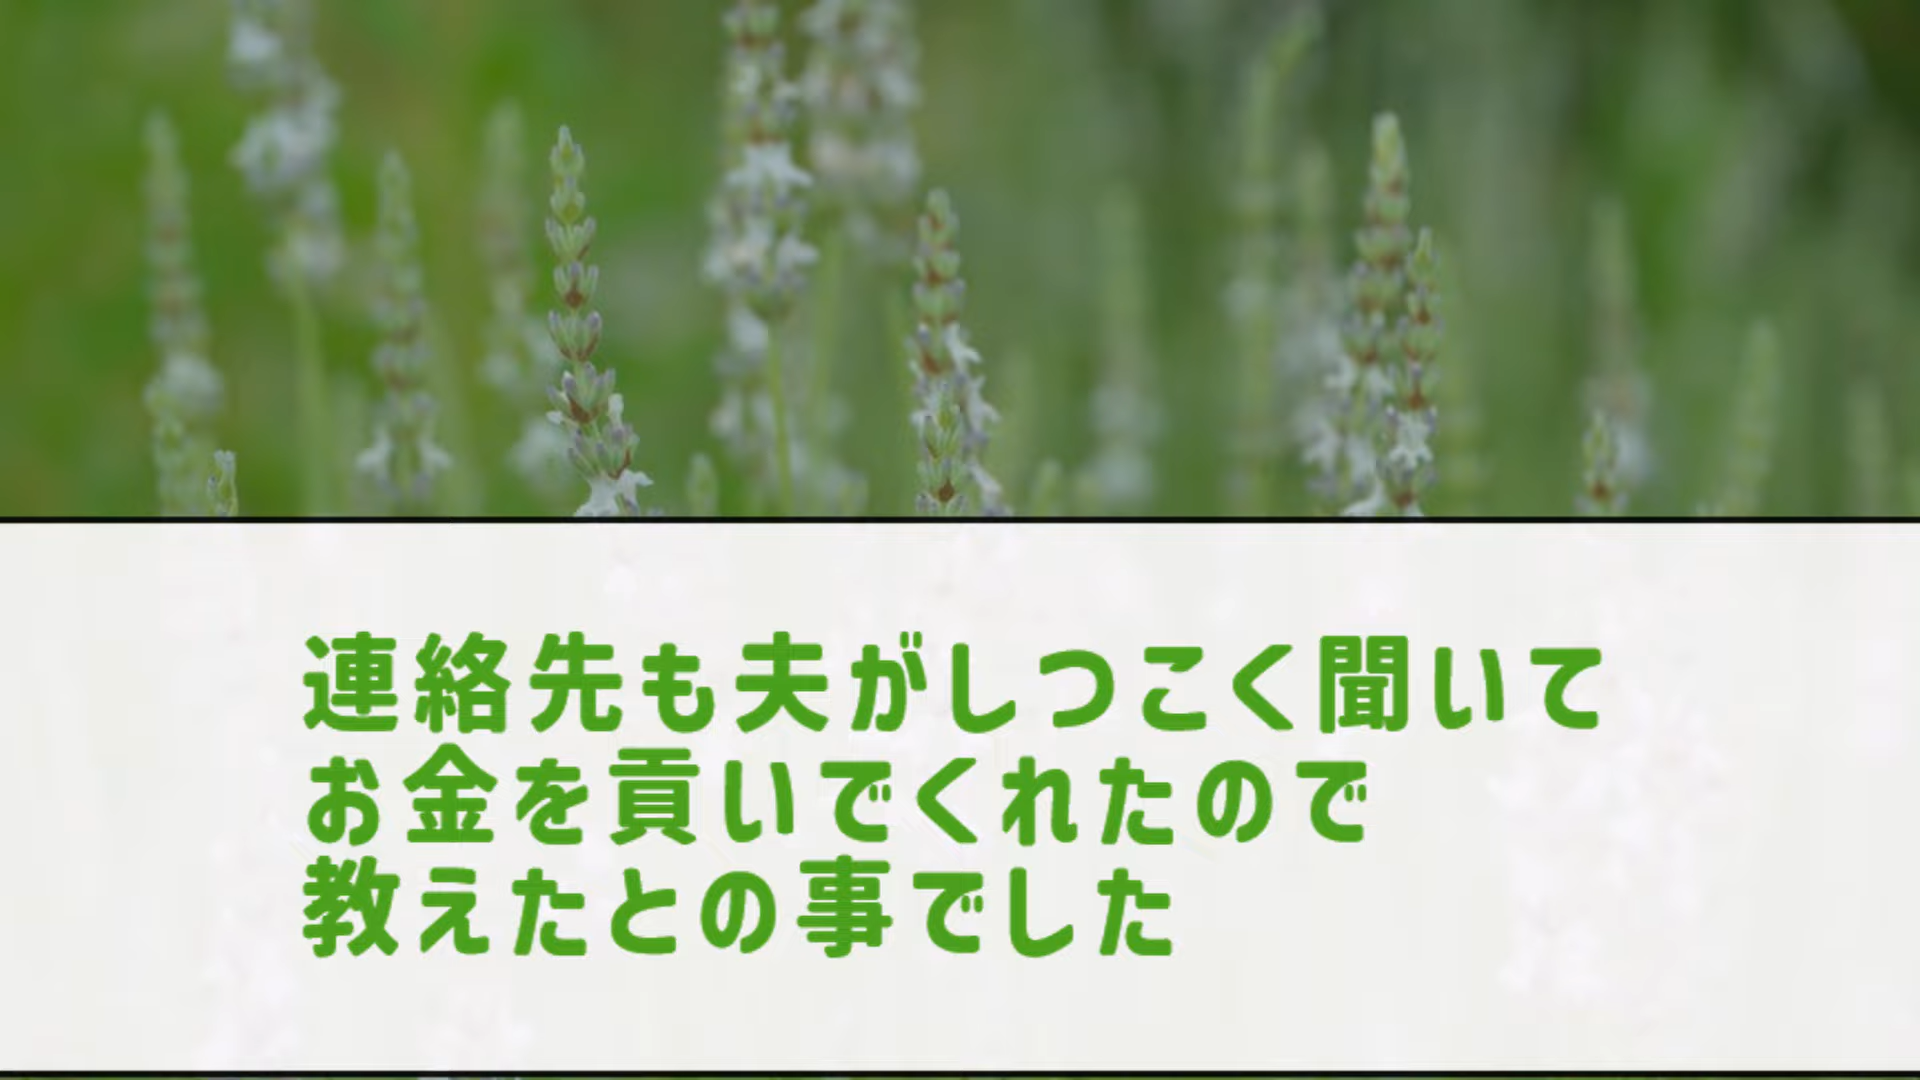 連絡先も夫がしつこく聞いて
お金を貢いでくれたので
教えたとの事でした